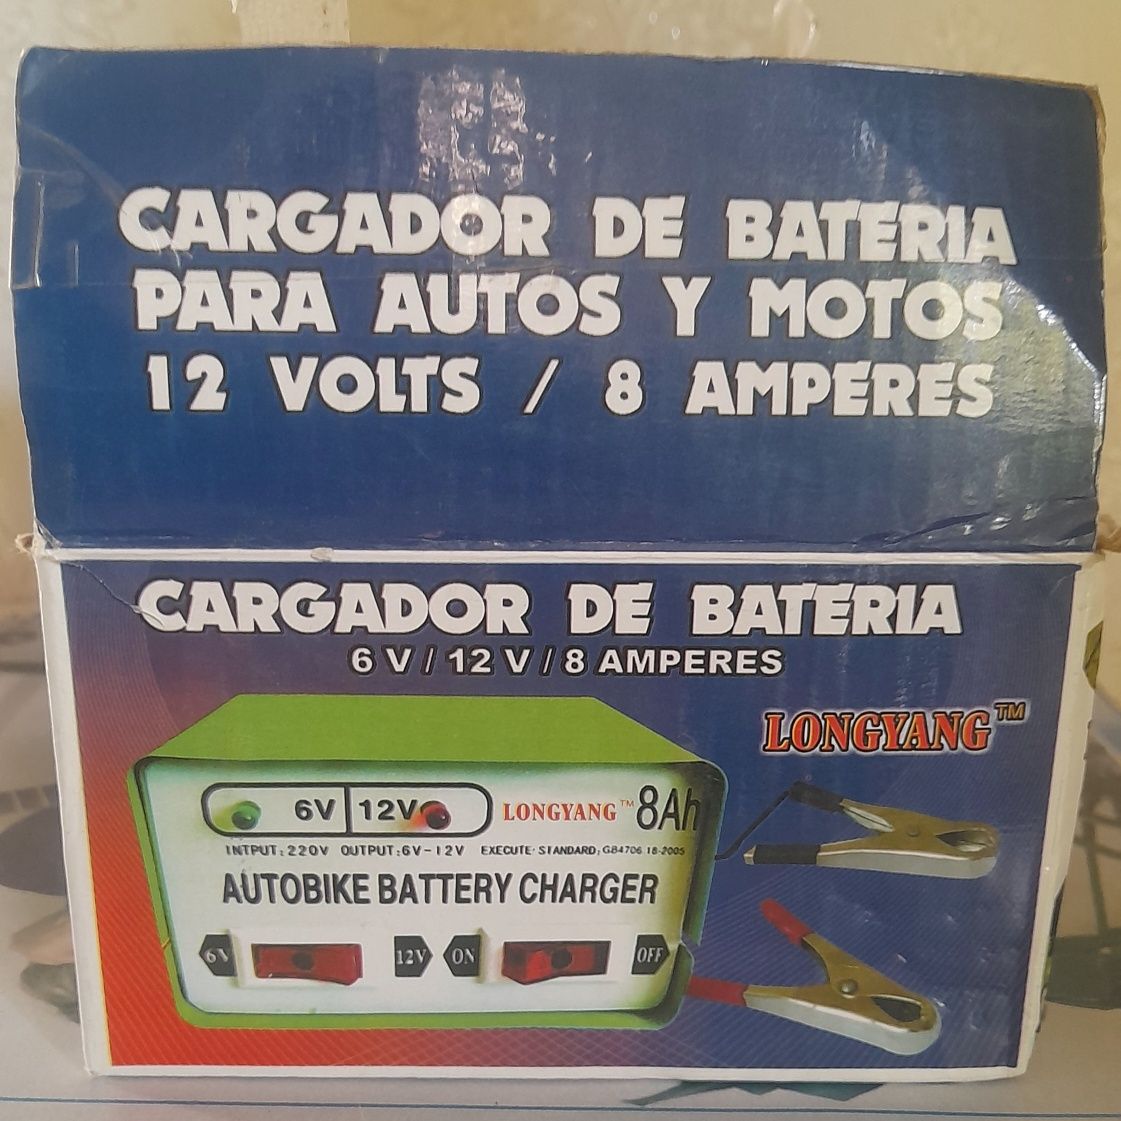 CARGADOR DE BATERIA
PARA AUTOS Y MOTOS
12 VOLTS / 8 AMPERES
CARGADOR DE BATERIA
6 V / 12 V / 8 AMPERES
LONGYANG™
6V 12V LONGYANG™ 8Ah
INTPUT: 220V OUTPUT: 6V-12V EXECUTE STANDARD; GB4706.18-2005
AUTOBIKE BATTERY CHARGER
6V 12V ON OFF